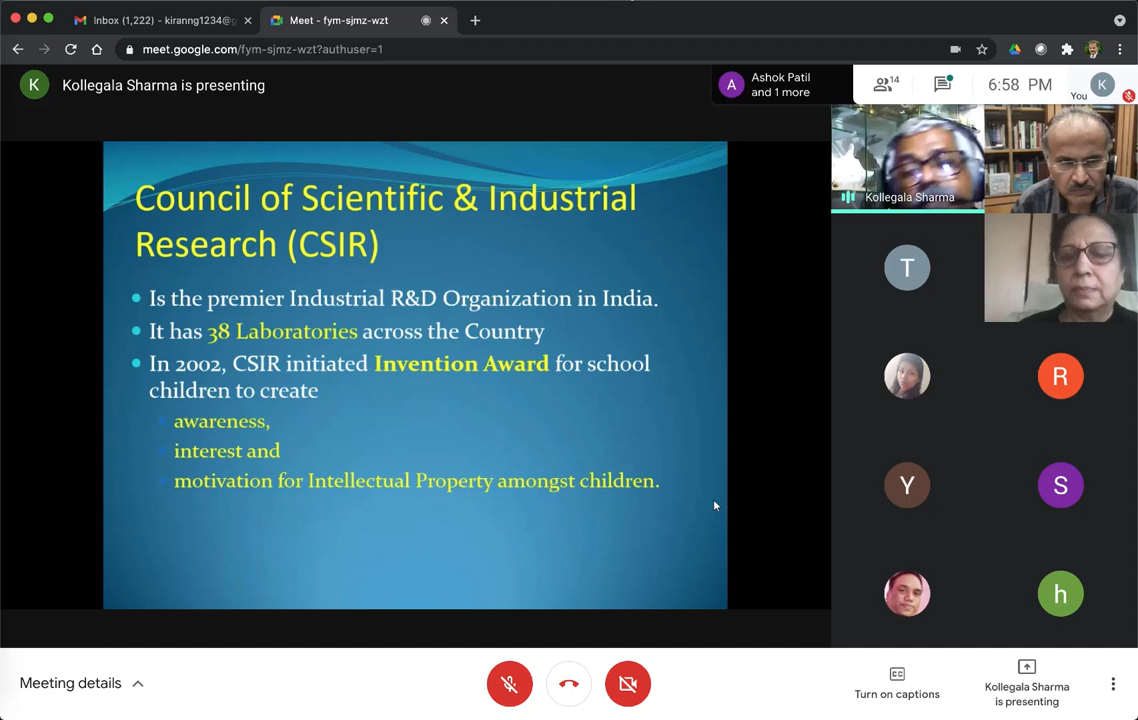 Inbox (1,222) - kiranng1234@g
Meet - fym-sjmz-wzt
meet.google.com/fym-sjmz-wzt?authuser=1
K
Kollegala Sharma is presenting
A
Ashok Patil
and 1 more
14
6:58 PM
You
K
Council of Scientific & Industrial
Research (CSIR)
Is the premier Industrial R&D Organization in India.
It has 38 Laboratories across the Country
In 2002, CSIR initiated Invention Award for school
children to create
awareness,
interest and
motivation for Intellectual Property amongst children.
Kollegala Sharma
T
R
Y
S
h
Meeting details
CC
Turn on captions
Kollegala Sharma
is presenting